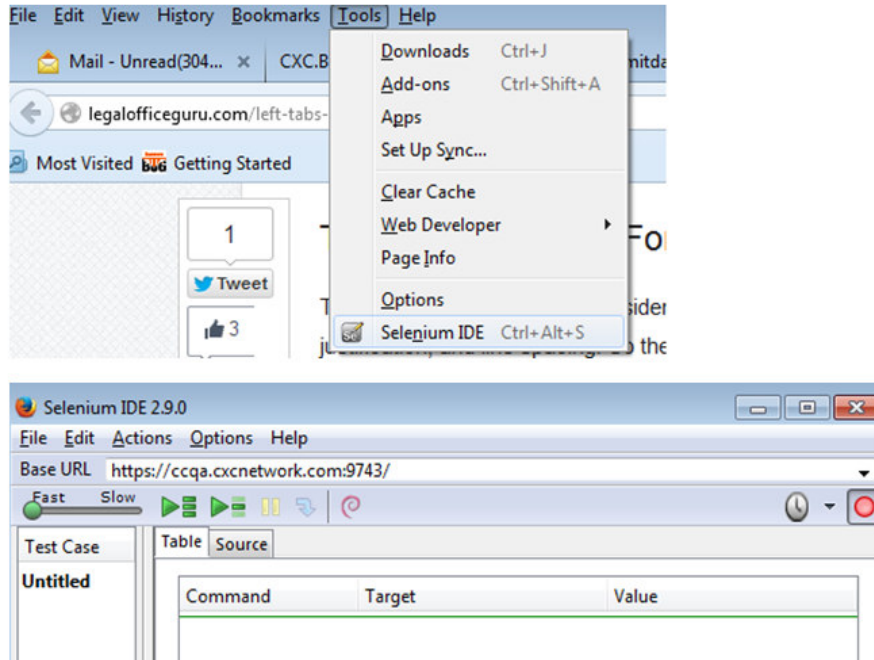 File Edit View History Bookmarks Tools Help
Mail - Unread(304... × CXC.B
Downloads Ctrl+J
Add-ons Ctrl+Shift+A
legalofficeguru.com/left-tabs-
Apps
Set Up Sync...
Most Visited Getting Started
Clear Cache
1
Web Developer
Page Info
Tweet
Options
3
Selenium IDE Ctrl+Alt+S
Selenium IDE 2.9.0
File Edit Actions Options Help
Base URL https://ccqa.cxcnetwork.com:9743/
Fast Slow
Test Case Table Source
Untitled
Command Target Value